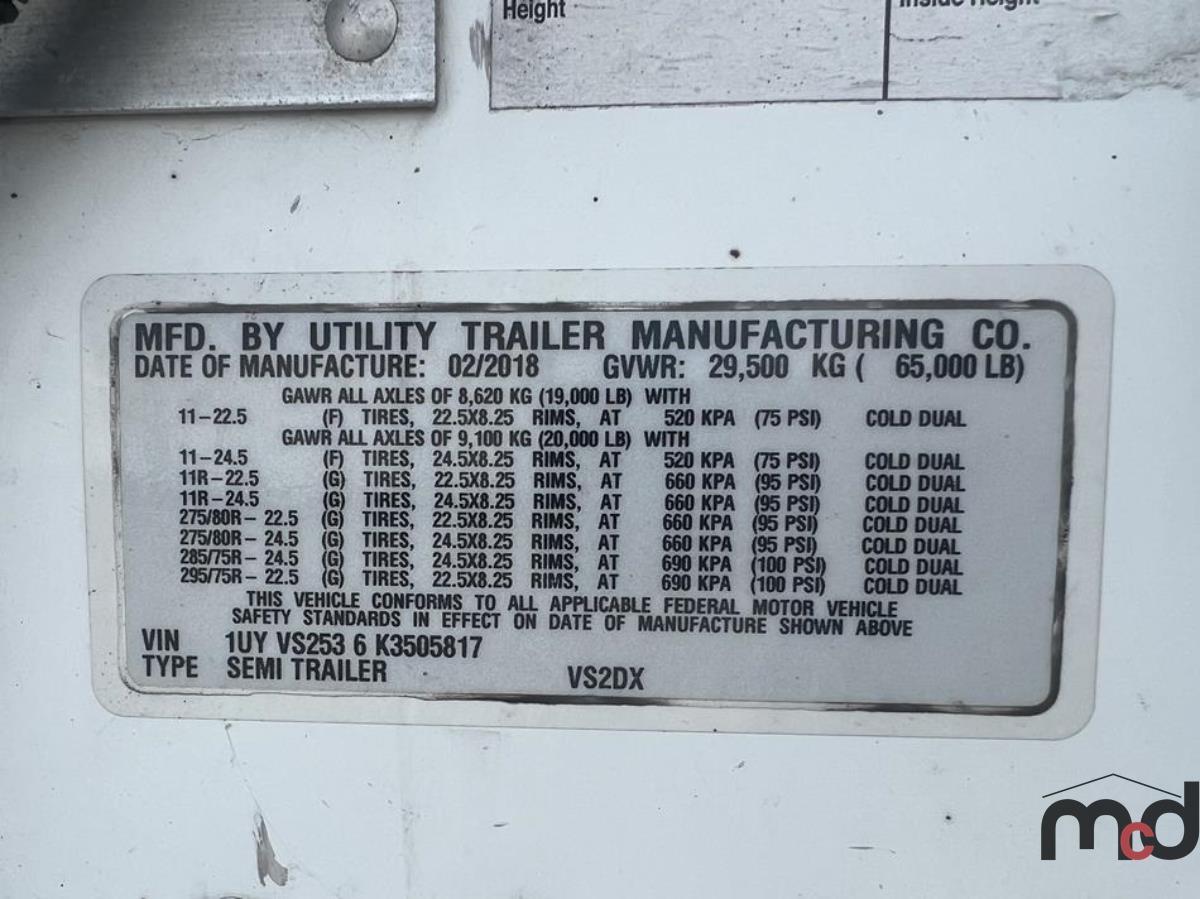 Height
Inside Height
MFD. BY UTILITY TRAILER MANUFACTURING CO.
DATE OF MANUFACTURE: 02/2018 GVWR: 29,500 KG ( 65,000 LB)
GAWR ALL AXLES OF 8,620 KG (19,000 LB) WITH
11-22.5 (F) TIRES, 22.5X8.25 RIMS, AT 520 KPA (75 PSI) COLD DUAL
GAWR ALL AXLES OF 9,100 KG (20,000 LB) WITH
11-24.5 (F) TIRES, 24.5X8.25 RIMS, AT 520 KPA (75 PSI) COLD DUAL
11R-22.5 (G) TIRES, 22.5X8.25 RIMS, AT 660 KPA (95 PSI) COLD DUAL
11R-24.5 (G) TIRES, 24.5X8.25 RIMS, AT 660 KPA (95 PSI) COLD DUAL
275/80R- 22.5 (G) TIRES, 22.5X8.25 RIMS, AT 660 KPA (95 PSI) COLD DUAL
275/80R- 24.5 (G) TIRES, 24.5X8.25 RIMS, AT 660 KPA (95 PSI) COLD DUAL
285/75R- 24.5 (G) TIRES, 24.5X8.25 RIMS, AT 690 KPA (100 PSI) COLD DUAL
295/75R- 22.5 (G) TIRES, 22.5X8.25 RIMS, AT 690 KPA (100 PSI) COLD DUAL
THIS VEHICLE CONFORMS TO ALL APPLICABLE FEDERAL MOTOR VEHICLE
SAFETY STANDARDS IN EFFECT ON DATE OF MANUFACTURE SHOWN ABOVE
VIN 1UY VS253 6 K3505817
TYPE SEMI TRAILER VS2DX
mcd